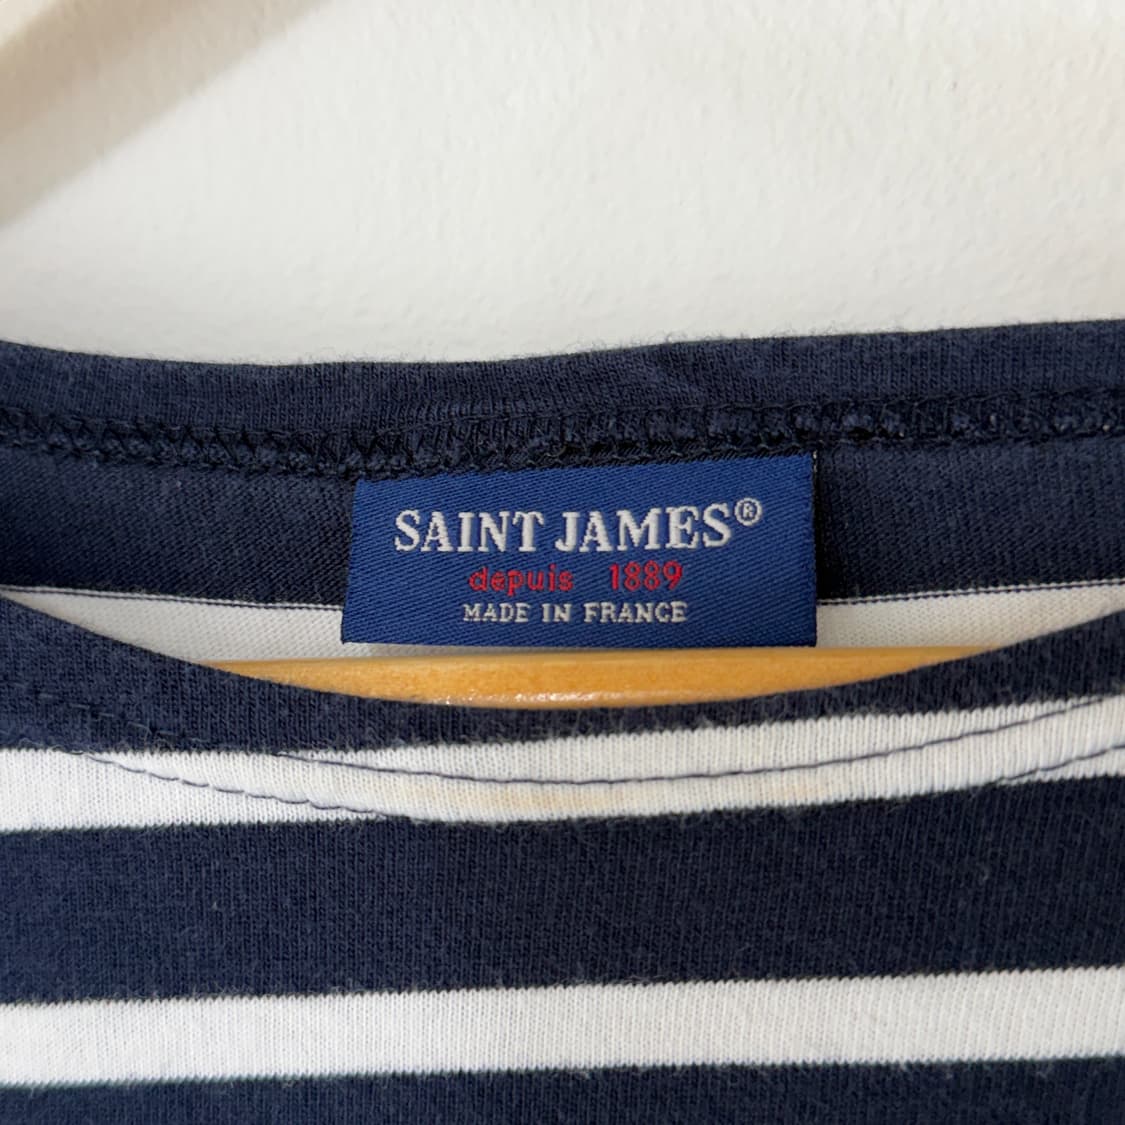 SAINT JAMES®
depuis 1889
MADE IN FRANCE